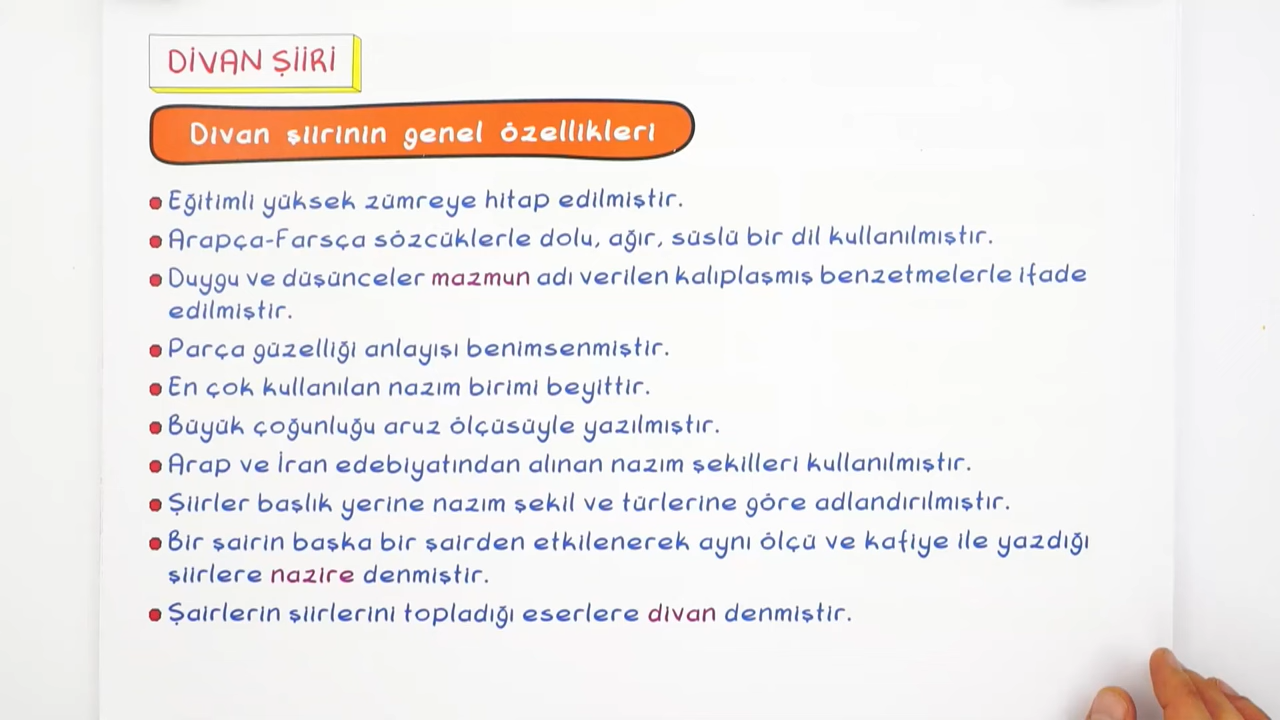 DİVAN ŞİİRİ
Divan şiirinin genel özellikleri
Eğitimli yüksek zümreye hitap edilmiştir.
Arapça-Farsça sözcüklerle dolu, ağır, süslü bir dil kullanılmıştır.
Duygu ve düşünceler mazmun adı verilen kalıplaşmış benzetmelerle ifade
edilmiştir.
Parça güzelliği anlayışı benimsenmiştir.
En çok kullanılan nazım birimi beyittir.
Büyük çoğunluğu aruz ölçüsüyle yazılmıştır.
Arap ve İran edebiyatından alınan nazım şekilleri kullanılmıştır.
Şiirler başlık yerine nazım şekil ve türlerine göre adlandırılmıştır.
Bir şairin başka bir şairden etkilenerek aynı ölçü ve kafiye ile yazdığı
şiirlere nazire denmiştir.
Şairlerin şiirlerini topladığı eserlere divan denmiştir.